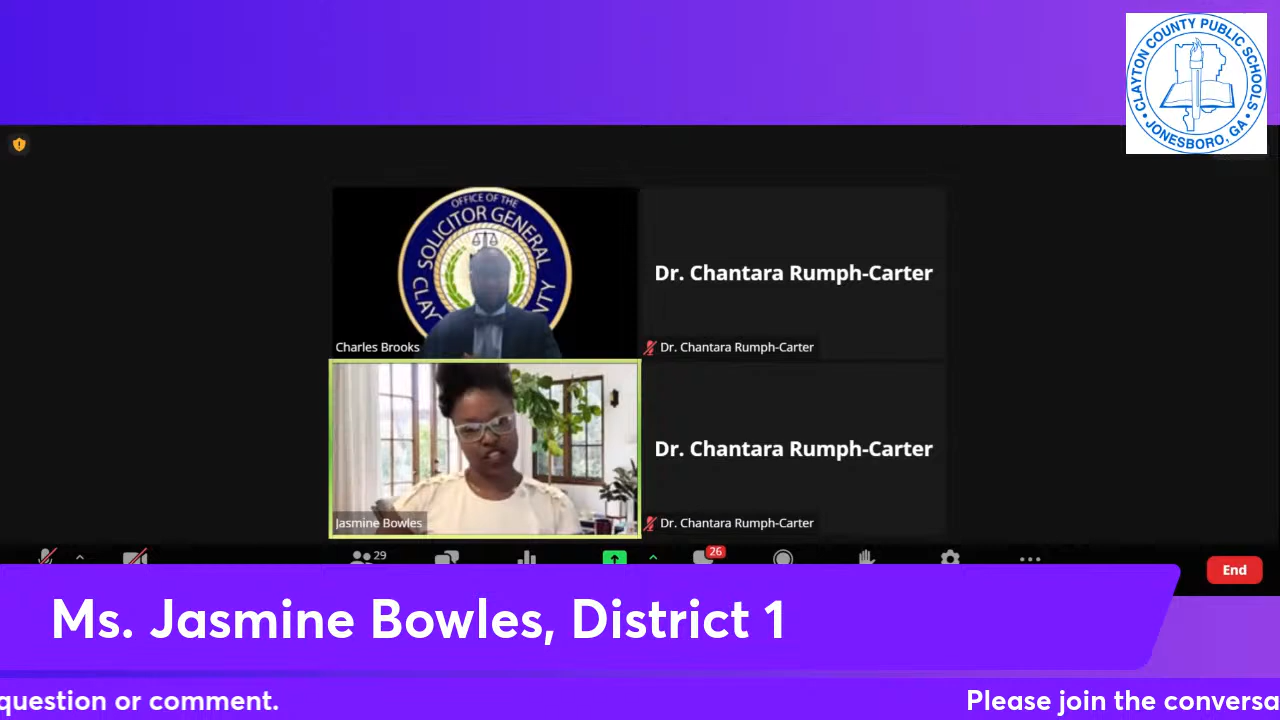 CLAYTON COUNTY PUBLIC SCHOOLS
• JONESBORO, GA •
OFFICE OF THE
SOLICITOR GENERAL
Charles Brooks
Dr. Chantara Rumph-Carter
Dr. Chantara Rumph-Carter
Jasmine Bowles
Dr. Chantara Rumph-Carter
Dr. Chantara Rumph-Carter
29
26
End
Ms. Jasmine Bowles, District 1
question or comment.
Please join the conversa